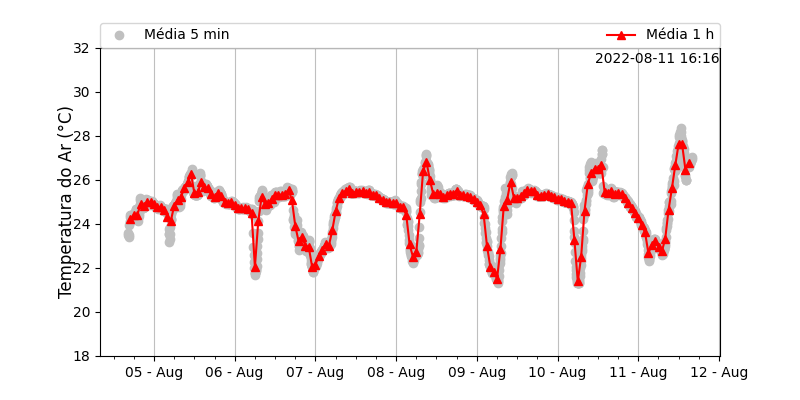 Média 5 min
Média 1 h
2022-08-11 16:16
Temperatura do Ar (°C)
32
30
28
26
24
22
20
18
05 - Aug
06 - Aug
07 - Aug
08 - Aug
09 - Aug
10 - Aug
11 - Aug
12 - Aug